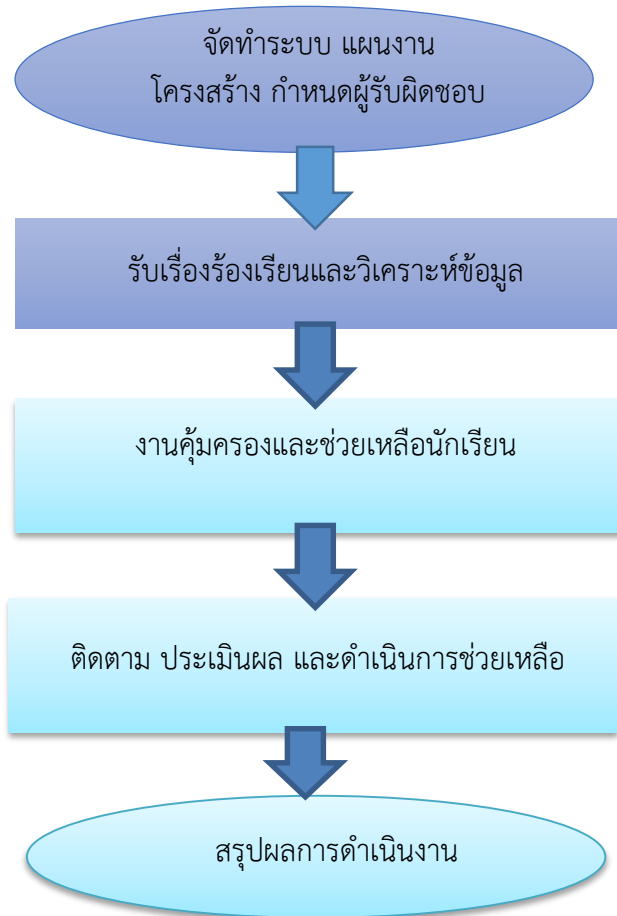 จัดทำระบบ แผนงาน
โครงสร้าง กำหนดผู้รับผิดชอบ
รับเรื่องร้องเรียนและวิเคราะห์ข้อมูล
งานคุ้มครองและช่วยเหลือนักเรียน
ติดตาม ประเมินผล และดำเนินการช่วยเหลือ
สรุปผลการดำเนินงาน